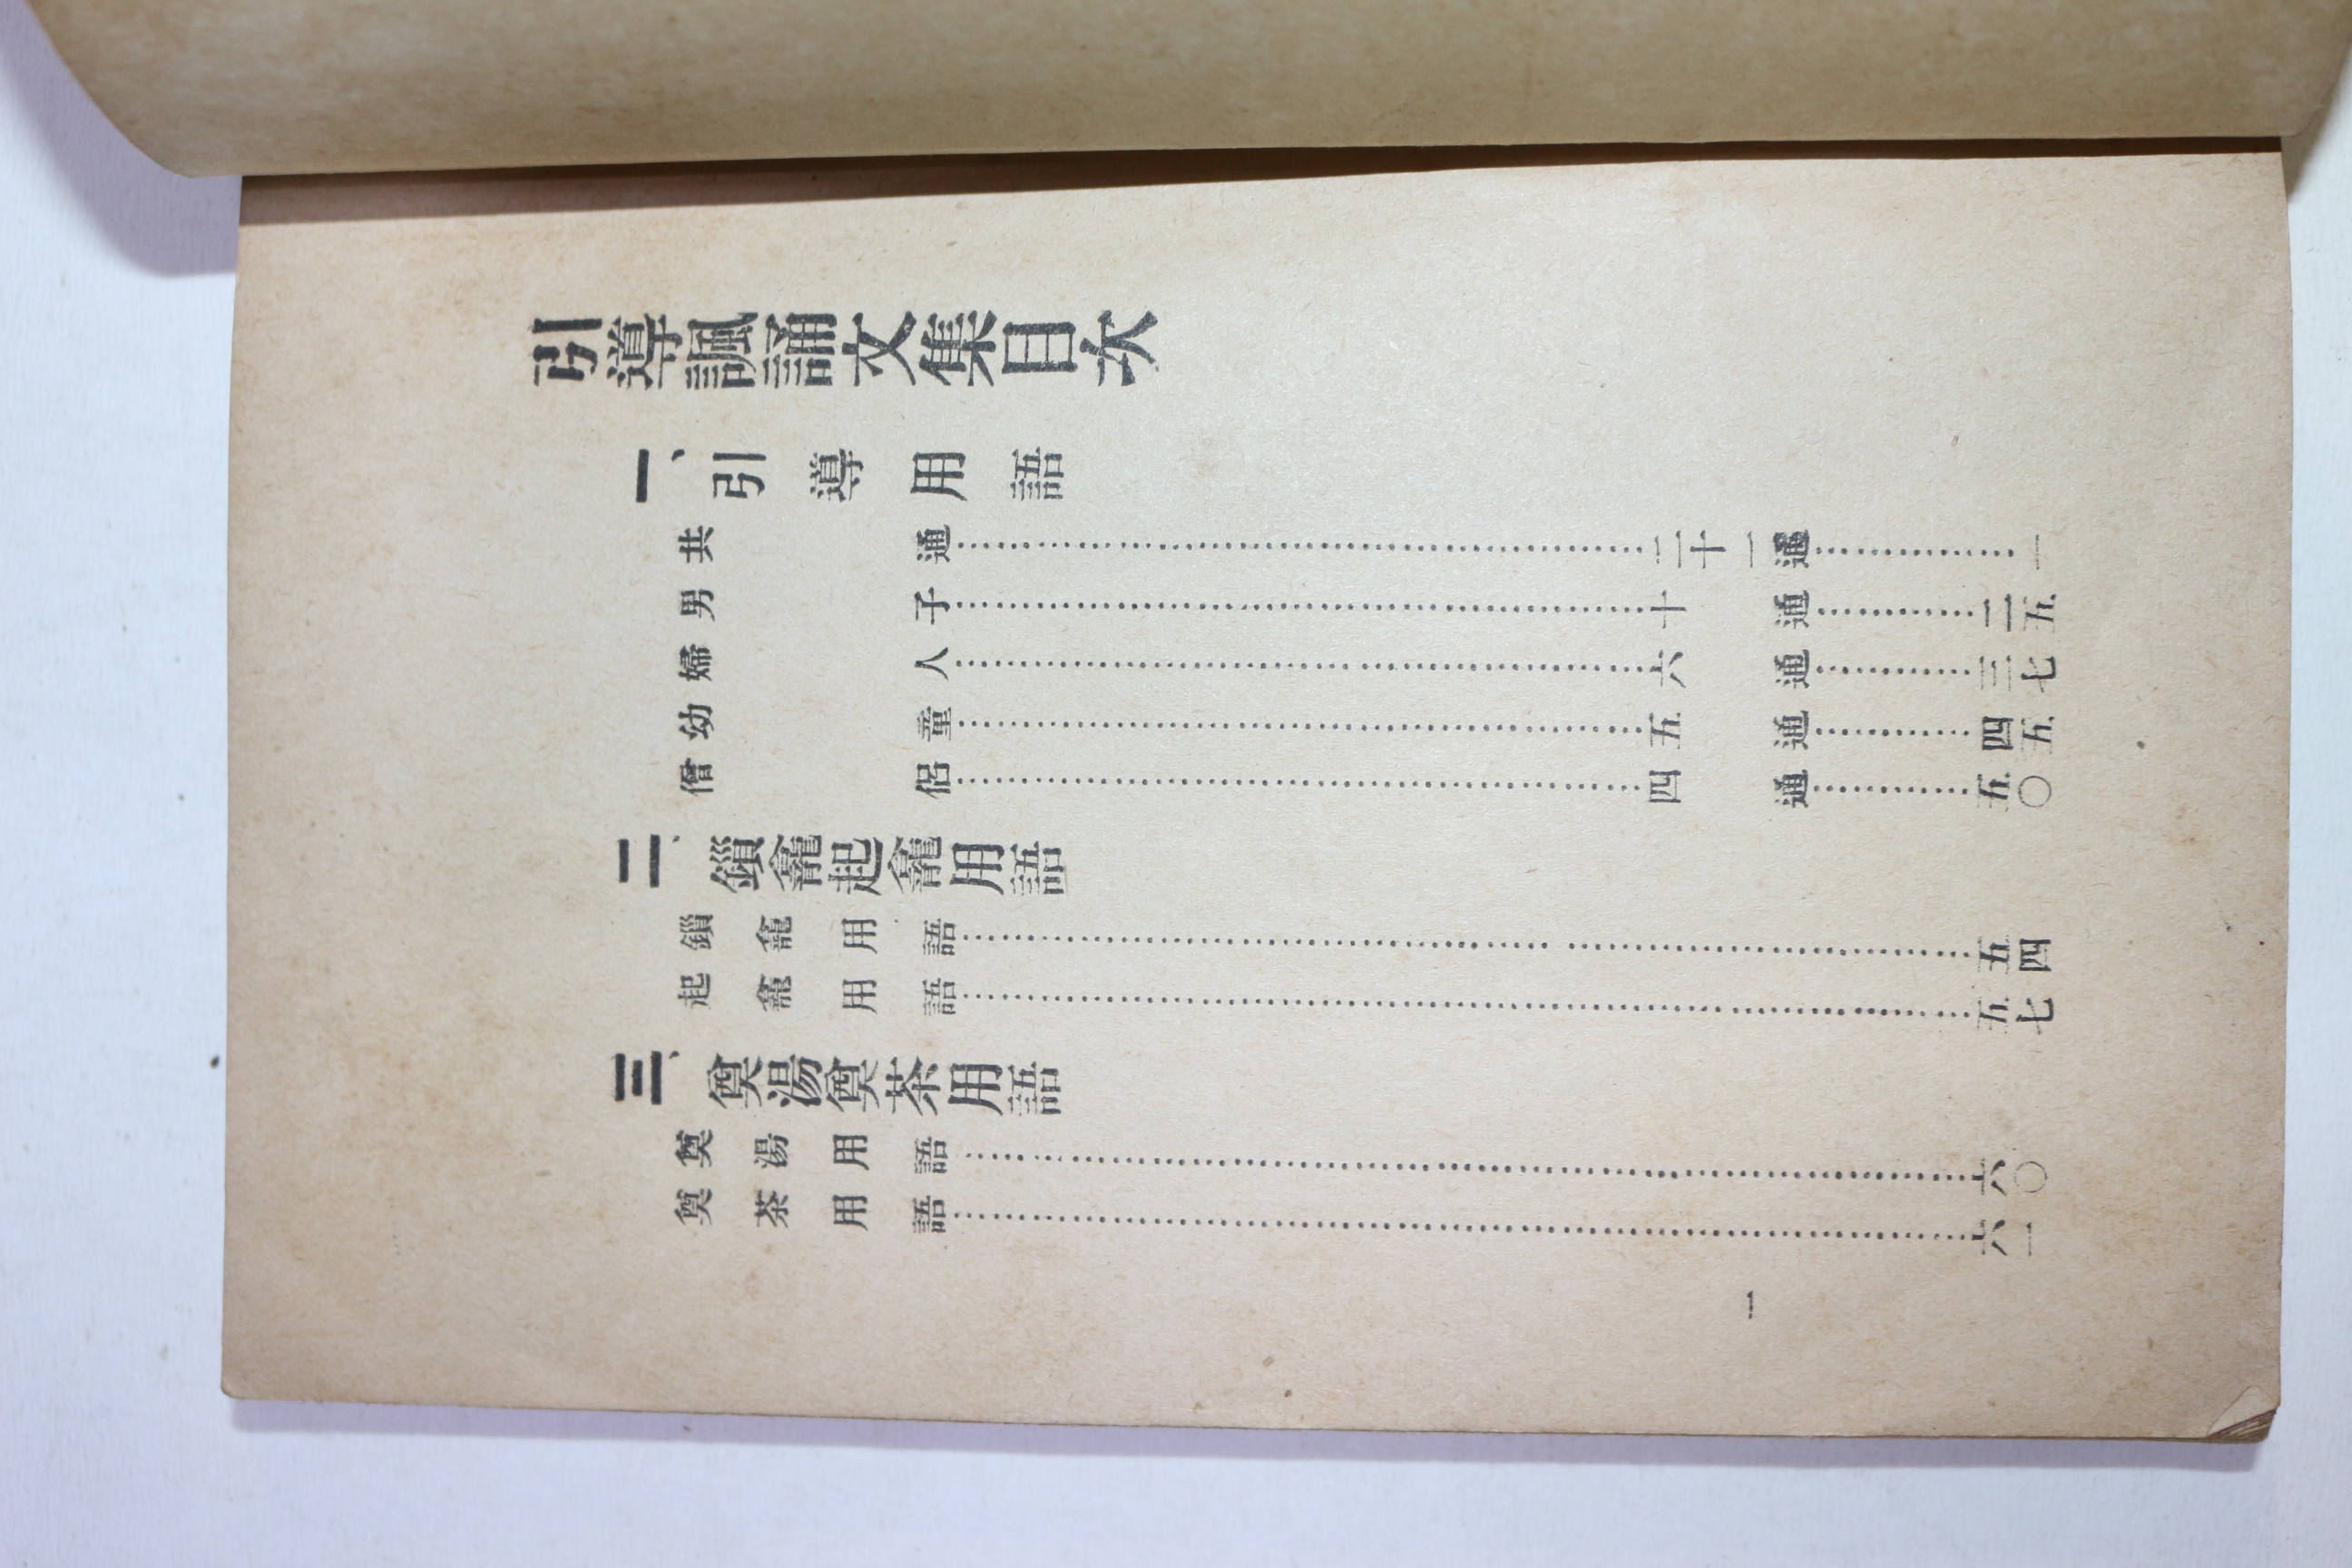 引導諷誦文集目次
一、引導用語
共通……二十一通……一
男子……十通……二五
婦人……六通……三七
幼童……五通……四五
僧侶……四通……五〇
二、鎖龕起龕用語
鎖龕用語……五四
起龕用語……五七
三、奠湯奠茶用語
奠湯用語……六〇
奠茶用語……六一
1